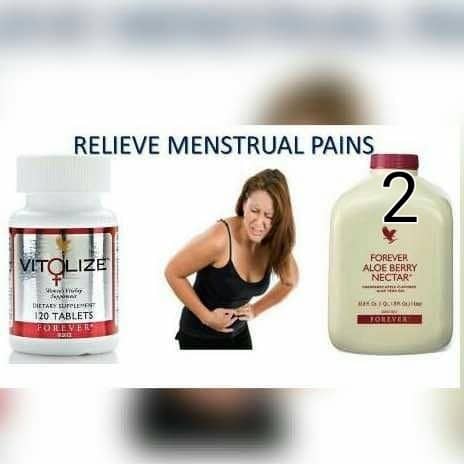 RELIEVE MENSTRUAL PAINS
VITOLIZE
Women's Vitality
Supplement
DIETARY SUPPLEMENT
120 TABLETS
FOREVER
2
FOREVER
ALOE BERRY
NECTAR
FOREVER